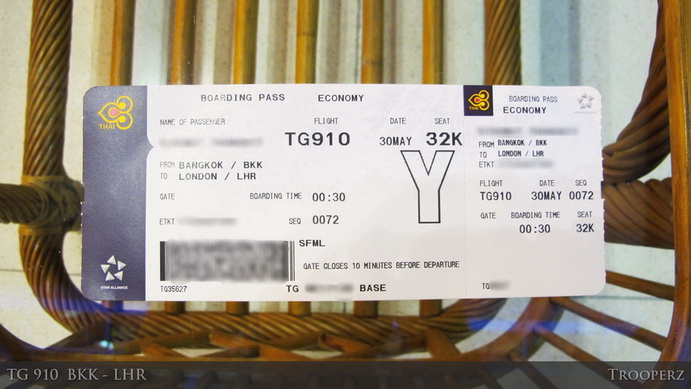 BOARDING PASS ECONOMY
THAI
NAME OF PASSENGER FLIGHT DATE SEAT
TG910 30MAY 32K
FROM BANGKOK / BKK
TO LONDON / LHR
Y
GATE BOARDING TIME 00:30
ETKT SEQ 0072
SFML
GATE CLOSES 10 MINUTES BEFORE DEPARTURE
STAR ALLIANCE
TG35627 TG BASE
THAI
BOARDING PASS
ECONOMY
FROM BANGKOK / BKK
TO LONDON / LHR
ETKT
FLIGHT DATE SEQ
TG910 30MAY 0072
GATE BOARDING TIME SEAT
00:30 32K
TG
TG 910 BKK - LHR
TROOPERZ